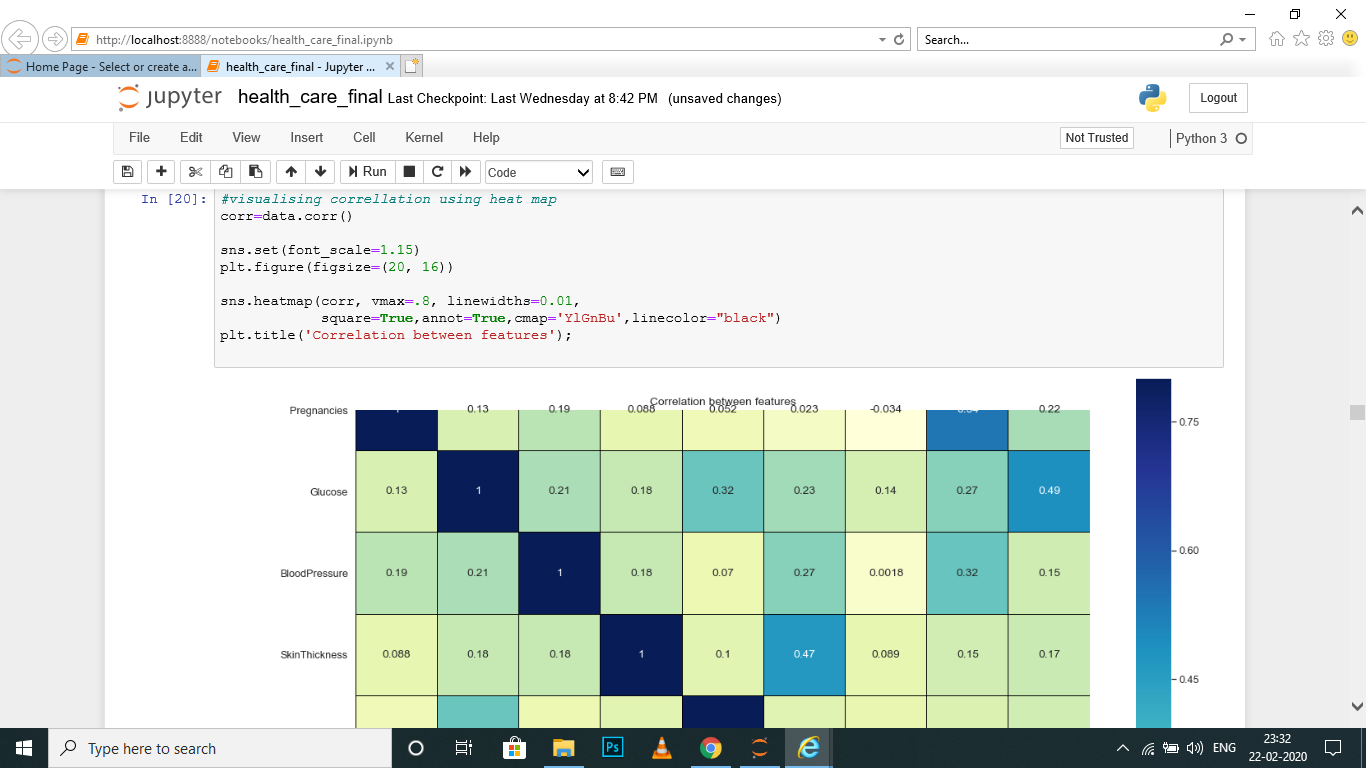 http://localhost:8888/notebooks/health_care_final.ipynb
Search...
Home Page - Select or create a...
health_care_final - Jupyter ...
jupyter health_care_final Last Checkpoint: Last Wednesday at 8:42 PM (unsaved changes)
Logout
File Edit View Insert Cell Kernel Help
Not Trusted
Python 3
Run
Code
In [20]: #visualising correllation using heat map
corr=data.corr()
sns.set(font_scale=1.15)
plt.figure(figsize=(20, 16))
sns.heatmap(corr, vmax=.8, linewidths=0.01,
square=True,annot=True,cmap='YlGnBu',linecolor="black")
plt.title('Correlation between features');
Correlation between features
Pregnancies 0.13 0.19 0.088 0.052 0.023 -0.034 0.22
Glucose 0.13 1 0.21 0.18 0.32 0.23 0.14 0.27 0.49
BloodPressure 0.19 0.21 1 0.18 0.07 0.27 0.0018 0.32 0.15
SkinThickness 0.088 0.18 0.18 1 0.1 0.47 0.089 0.15 0.17
0.75
0.60
0.45
Type here to search
Ps
ENG
23:32
22-02-2020